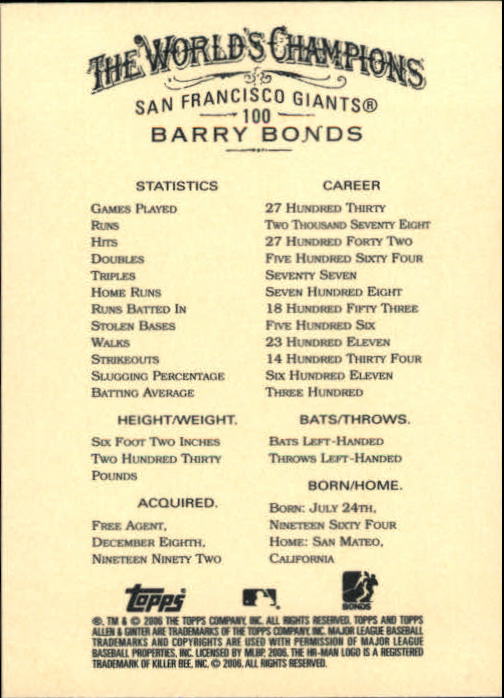 THE WORLD'S CHAMPIONS
SAN FRANCISCO GIANTS®
100
BARRY BONDS
STATISTICS CAREER
GAMES PLAYED 27 HUNDRED THIRTY
RUNS TWO THOUSAND SEVENTY EIGHT
HITS 27 HUNDRED FORTY TWO
DOUBLES FIVE HUNDRED SIXTY FOUR
TRIPLES SEVENTY SEVEN
HOME RUNS SEVEN HUNDRED EIGHT
RUNS BATTED IN 18 HUNDRED FIFTY THREE
STOLEN BASES FIVE HUNDRED SIX
WALKS 23 HUNDRED ELEVEN
STRIKEOUTS 14 HUNDRED THIRTY FOUR
SLUGGING PERCENTAGE SIX HUNDRED ELEVEN
BATTING AVERAGE THREE HUNDRED
HEIGHT/WEIGHT.
SIX FOOT TWO INCHES
TWO HUNDRED THIRTY
POUNDS
BATS/THROWS.
BATS LEFT-HANDED
THROWS LEFT-HANDED
ACQUIRED.
FREE AGENT,
DECEMBER EIGHTH,
NINETEEN NINETY TWO
BORN/HOME.
BORN: JULY 24TH,
NINETEEN SIXTY FOUR
HOME: SAN MATEO,
CALIFORNIA
topps
BONDS
®, TM & © 2006 THE TOPPS COMPANY, INC. ALL RIGHTS RESERVED. TOPPS AND TOPPS
ALLEN & GINTER ARE TRADEMARKS OF THE TOPPS COMPANY, INC. MAJOR LEAGUE BASEBALL
TRADEMARKS AND COPYRIGHTS ARE USED WITH PERMISSION OF MAJOR LEAGUE
BASEBALL PROPERTIES, INC. LICENSED BY MLBP, 2006. THE HR-MAN LOGO IS A REGISTERED
TRADEMARK OF KILLER BEE, INC. © 2006. ALL RIGHTS RESERVED.